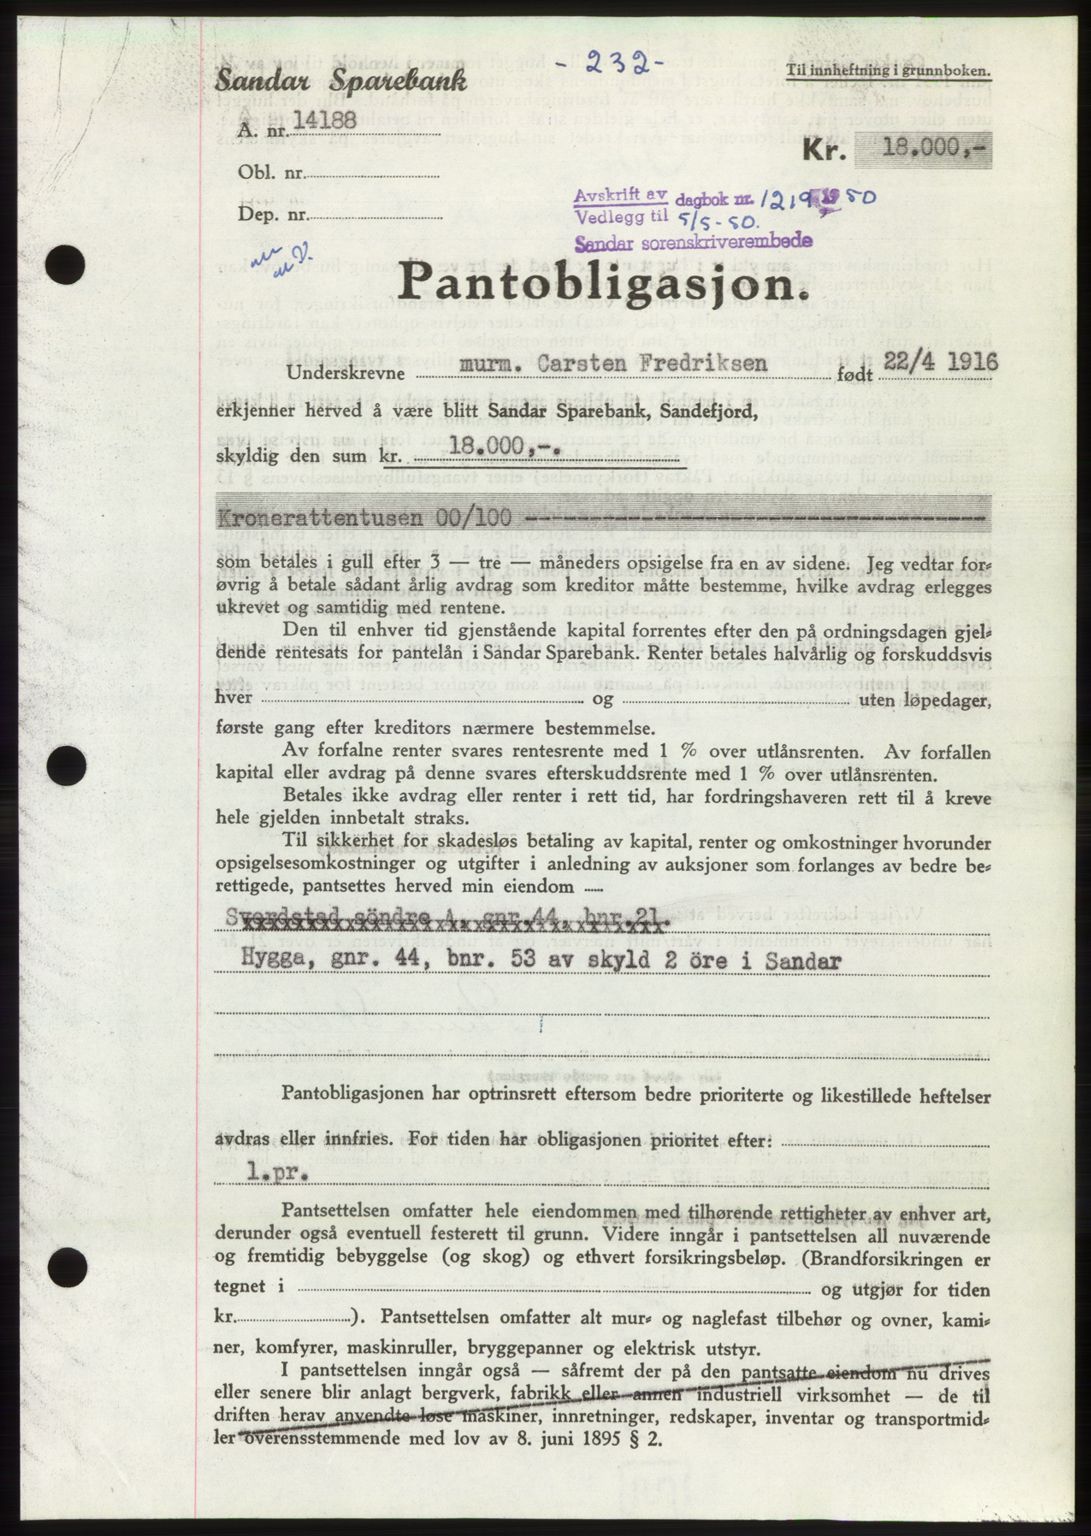 - 232 -
Til innheftning i grunnboken.
Sandar Sparebank
A. nr. 14188
Kr. 18.000,-
Obl. nr.
Dep. nr.
Avskrift av dagbok nr. 1219 1950
Vedlegg til 5/5-50.
Sandar sorenskriverembede
Pantobligasjon.
Underskrevne murm. Carsten Fredriksen født 22/4 1916
erkjenner herved å være blitt Sandar Sparebank, Sandefjord,
skyldig den sum kr. 18.000,-.
Kronerattentusen 00/100 ---
som betales i gull efter 3 — tre — måneders opsigelse fra en av sidene. Jeg vedtar for-
øvrig å betale sådant årlig avdrag som kreditor måtte bestemme, hvilke avdrag erlegges
ukrevet og samtidig med rentene.
Den til enhver tid gjenstående kapital forrentes efter den på ordningsdagen gjel-
dende rentesats for pantelån i Sandar Sparebank. Renter betales halvårlig og forskuddsvis
hver og uten löpedager,
første gang efter kreditors nærmere bestemmelse.
Av forfalne renter svares rentesrente med 1 % over utlånsrenten. Av forfallen
kapital eller avdrag på denne svares efterskuddsrente med 1 % over utlånsrenten.
Betales ikke avdrag eller renter i rett tid, har fordringshaveren rett til å kreve
hele gjelden innbetalt straks.
Til sikkerhet for skadesløs betaling av kapital, renter og omkostninger hvorunder
opsigelsesomkostninger og utgifter i anledning av auksjoner som forlanges av bedre be-
rettigede, pantsettes herved min eiendom
Sverdstad söndre A, gnr.44, bnr.21.
Hygga, gnr. 44, bnr. 53 av skyld 2 öre i Sandar
Pantobligasjonen har optrinsrett eftersom bedre prioriterte og likestillede heftelser
avdras eller innfries. For tiden har obligasjonen prioritet efter:
1.pr.
Pantsettelsen omfatter hele eiendommen med tilhørende rettigheter av enhver art,
derunder også eventuell festerett til grunn. Videre inngår i pantsettelsen all nuværende
og fremtidig bebyggelse (og skog) og ethvert forsikringsbeløp. (Brandforsikringen er
tegnet i og utgjør for tiden
kr. ). Pantsettelsen omfatter alt mur- og naglefast tilbehør og ovner, kami-
ner, komfyrer, maskinruller, bryggepanner og elektrisk utstyr.
I pantsettelsen inngår også — såfremt der på den pantsatte eiendom nu drives
eller senere blir anlagt bergverk, fabrikk eller annen industriell virksomhet — de til
driften herav anvendte løse maskiner, innretninger, redskaper, inventar og transportmid-
ler overensstemmende med lov av 8. juni 1895 § 2.